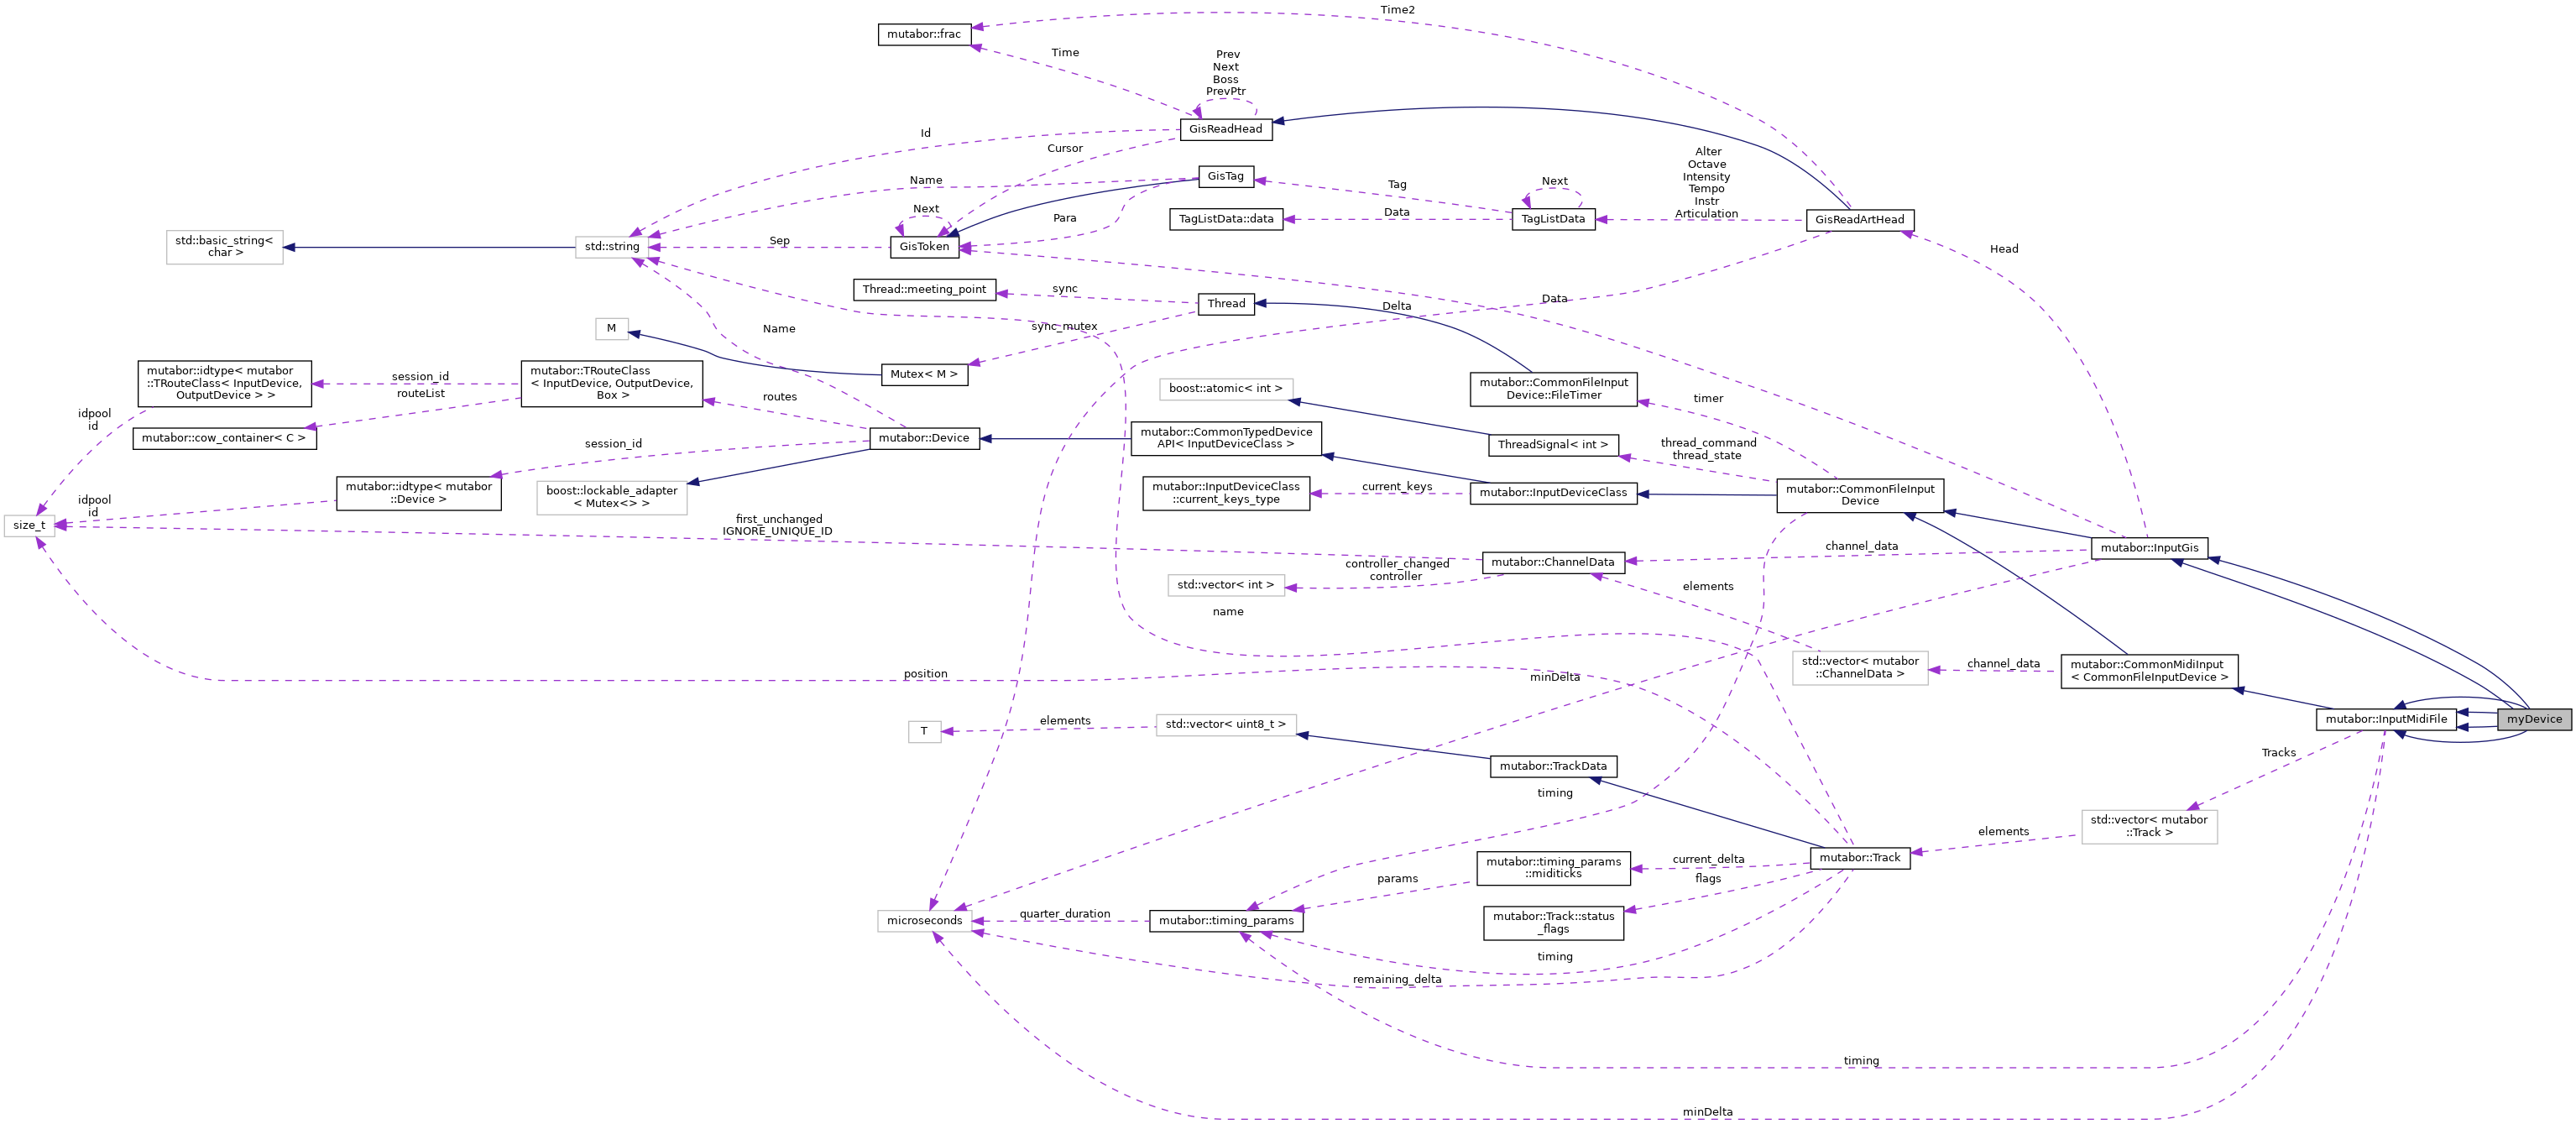 Time2
mutabor::frac
Time
Prev
Next
Boss
PrevPtr
GisReadHead
Id
Cursor
Alter
Octave
Intensity
Tempo
Instr
Articulation
GisTag
Name
Tag
Next
Next
Para
TagListData::data
Data
TagListData
GisReadArtHead
std::basic_string<
char >
std::string
Sep
GisToken
Head
Thread::meeting_point
sync
Thread
Delta
Data
M
Name
sync_mutex
Mutex< M >
mutabor::idtype< mutabor
::TRouteClass< InputDevice,
OutputDevice > >
session_id
routeList
mutabor::TRouteClass
< InputDevice, OutputDevice,
Box >
routes
boost::atomic< int >
mutabor::CommonFileInput
Device::FileTimer
timer
idpool
id
mutabor::cow_container< C >
session_id
mutabor::Device
mutabor::CommonTypedDevice
API< InputDeviceClass >
ThreadSignal< int >
thread_command
thread_state
idpool
id
mutabor::idtype< mutabor
::Device >
boost::lockable_adapter
< Mutex<> >
mutabor::InputDeviceClass
::current_keys_type
current_keys
mutabor::InputDeviceClass
mutabor::CommonFileInput
Device
size_t
first_unchanged
IGNORE_UNIQUE_ID
channel_data
mutabor::InputGis
controller_changed
controller
mutabor::ChannelData
std::vector< int >
elements
name
position
minDelta
std::vector< mutabor
::ChannelData >
channel_data
mutabor::CommonMidiInput
< CommonFileInputDevice >
T
elements
std::vector< uint8_t >
mutabor::InputMidiFile
myDevice
mutabor::TrackData
Tracks
timing
std::vector< mutabor
::Track >
elements
mutabor::timing_params
::miditicks
current_delta
mutabor::Track
params
flags
microseconds
quarter_duration
mutabor::timing_params
mutabor::Track::status
_flags
timing
remaining_delta
timing
minDelta